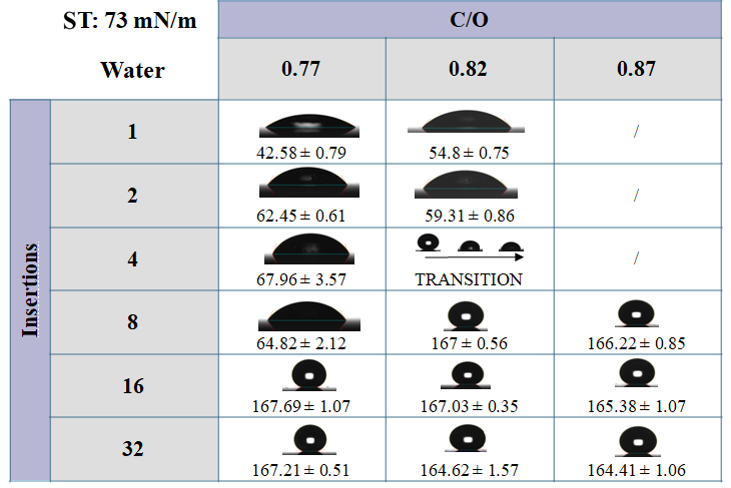 ST: 73 mN/m
C/O
Water
0.77
0.82
0.87
Insertions
1
42.58 ± 0.79
54.8 ± 0.75
/
2
62.45 ± 0.61
59.31 ± 0.86
/
4
67.96 ± 3.57
TRANSITION
/
8
64.82 ± 2.12
167 ± 0.56
166.22 ± 0.85
16
167.69 ± 1.07
167.03 ± 0.35
165.38 ± 1.07
32
167.21 ± 0.51
164.62 ± 1.57
164.41 ± 1.06